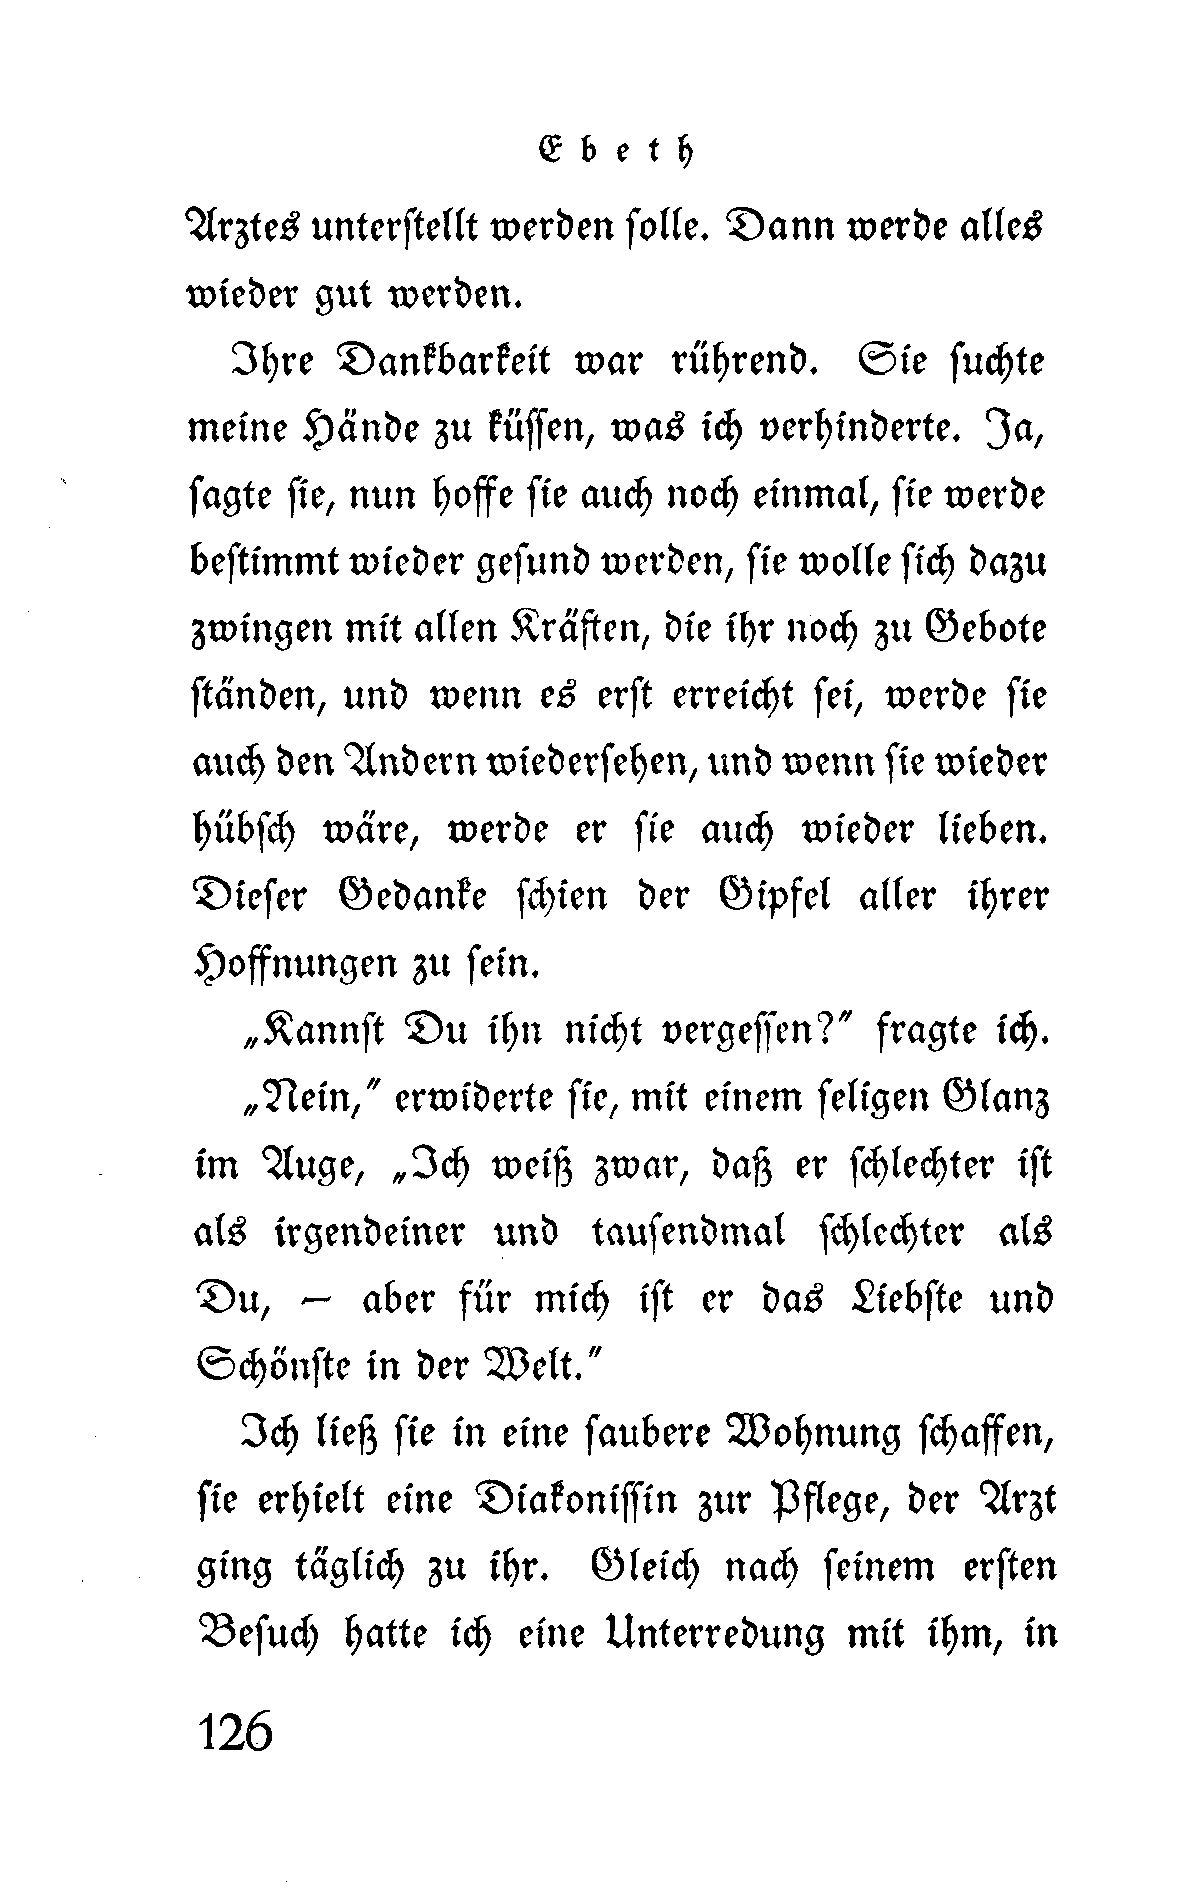 Ebeth
Arztes unterstellt werden solle. Dann werde alles
wieder gut werden.
Ihre Dankbarkeit war rührend. Sie suchte
meine Hände zu küssen, was ich verhinderte. Ja,
sagte sie, nun hoffe sie auch noch einmal, sie werde
bestimmt wieder gesund werden, sie wolle sich dazu
zwingen mit allen Kräften, die ihr noch zu Gebote
ständen, und wenn es erst erreicht sei, werde sie
auch den Andern wiedersehen, und wenn sie wieder
hübsch wäre, werde er sie auch wieder lieben.
Dieser Gedanke schien der Gipfel aller ihrer
Hoffnungen zu sein.
„Kannst Du ihn nicht vergessen?" fragte ich.
„Nein," erwiderte sie, mit einem seligen Glanz
im Auge, „Ich weiß zwar, daß er schlechter ist
als irgendeiner und tausendmal schlechter als
Du, — aber für mich ist er das Liebste und
Schönste in der Welt."
Ich ließ sie in eine saubere Wohnung schaffen,
sie erhielt eine Diakonissin zur Pflege, der Arzt
ging täglich zu ihr. Gleich nach seinem ersten
Besuch hatte ich eine Unterredung mit ihm, in
126